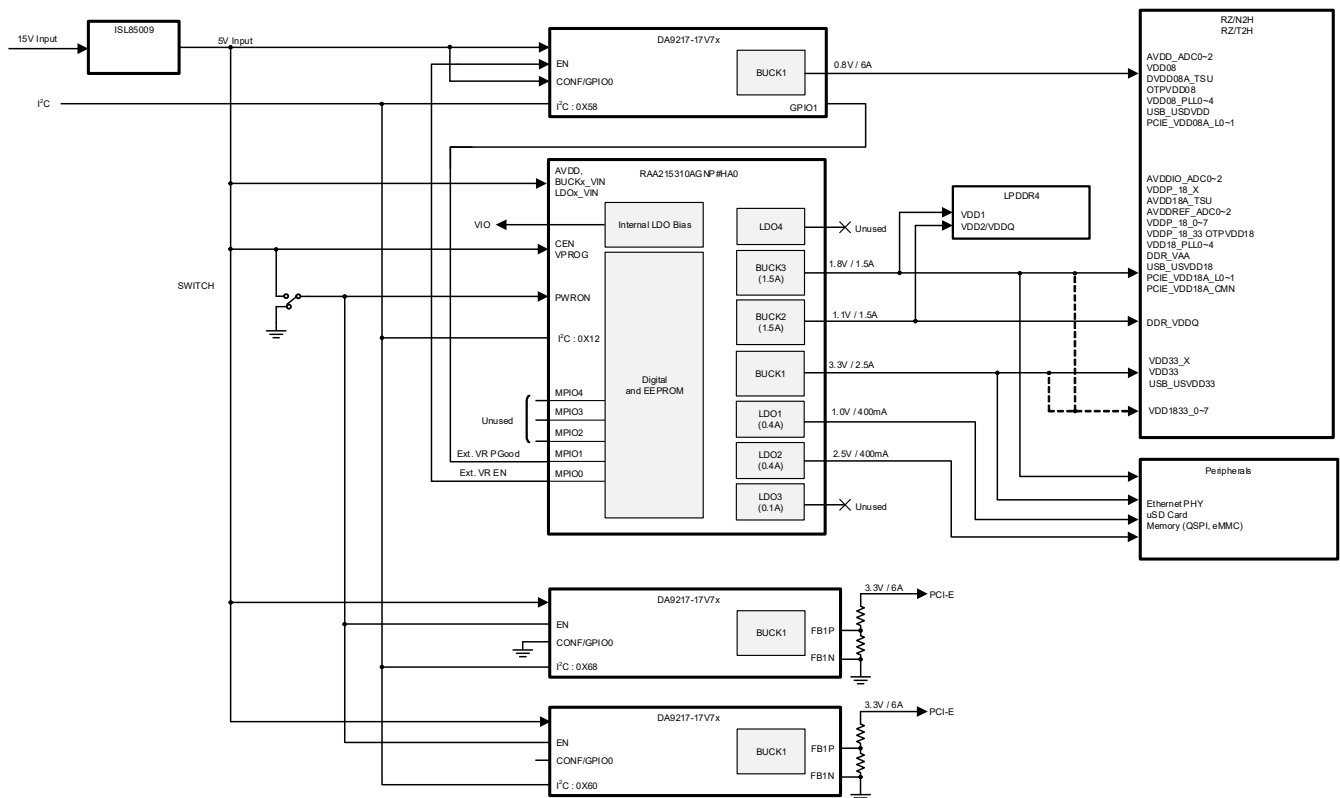 15V Input
ISL85009
5V Input
I²C
SWITCH
DA9217-17V7x
EN
CONF/GPIO0
I²C : 0X58
BUCK1
GPIO1
0.8V / 6A
RZ/N2H
RZ/T2H
AVDD_ADC0~2
VDD08
DVDD08A_TSU
OTPVDD08
VDD08_PLL0~4
USB_USDVDD
PCIE_VDD08A_L0~1
AVDDIO_ADC0~2
VDDP_18_X
AVDD18A_TSU
AVDDREF_ADC0~2
VDDP_18_0~7
VDDP_18_33 OTPVDD18
VDD18_PLL0~4
DDR_VAA
USB_USVDD18
PCIE_VDD18A_L0~1
PCIE_VDD18A_CMN
DDR_VDDQ
VDD33_X
VDD33
USB_USVDD33
VDD1833_0~7
RAA215310AGNP#HA0
AVDD,
BUCKx_VIN
LDOx_VIN
VIO
CEN
VPROG
PWRON
I²C : 0X12
Unused
MPIO4
MPIO3
MPIO2
Ext. VR PGood
MPIO1
Ext. VR EN
MPIO0
Internal LDO Bias
Digital
and EEPROM
LDO4
Unused
BUCK3
(1.5A)
1.8V / 1.5A
BUCK2
(1.5A)
1.1V / 1.5A
BUCK1
3.3V / 2.5A
LDO1
(0.4A)
1.0V / 400mA
LDO2
(0.4A)
2.5V / 400mA
LDO3
(0.1A)
Unused
LPDDR4
VDD1
VDD2/VDDQ
Peripherals
Ethernet PHY
uSD Card
Memory (QSPI, eMMC)
DA9217-17V7x
EN
CONF/GPIO0
I²C : 0X68
BUCK1
FB1P
FB1N
3.3V / 6A
PCI-E
DA9217-17V7x
EN
CONF/GPIO0
I²C : 0X60
BUCK1
FB1P
FB1N
3.3V / 6A
PCI-E